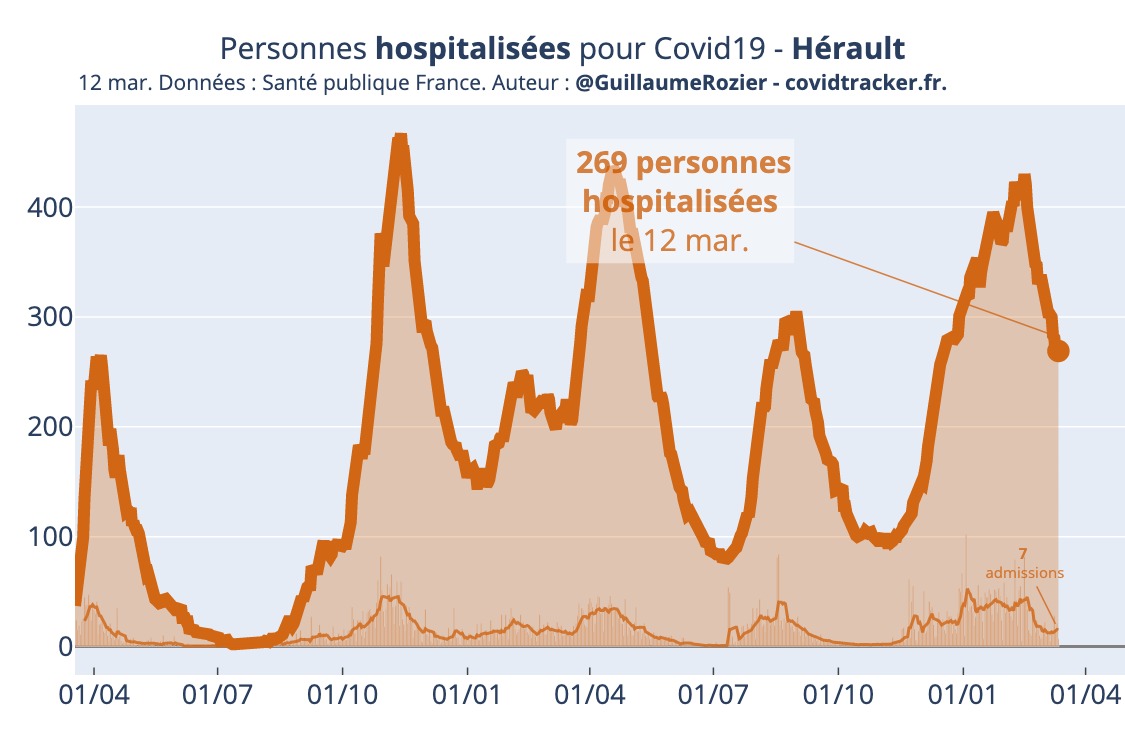 Personnes hospitalisées pour Covid19 - Hérault
12 mar. Données : Santé publique France. Auteur : @GuillaumeRozier - covidtracker.fr.
269 personnes
hospitalisées
le 12 mar.
400
300
200
100
0
7
admissions
01/04 01/07 01/10 01/01 01/04 01/07 01/10 01/01 01/04